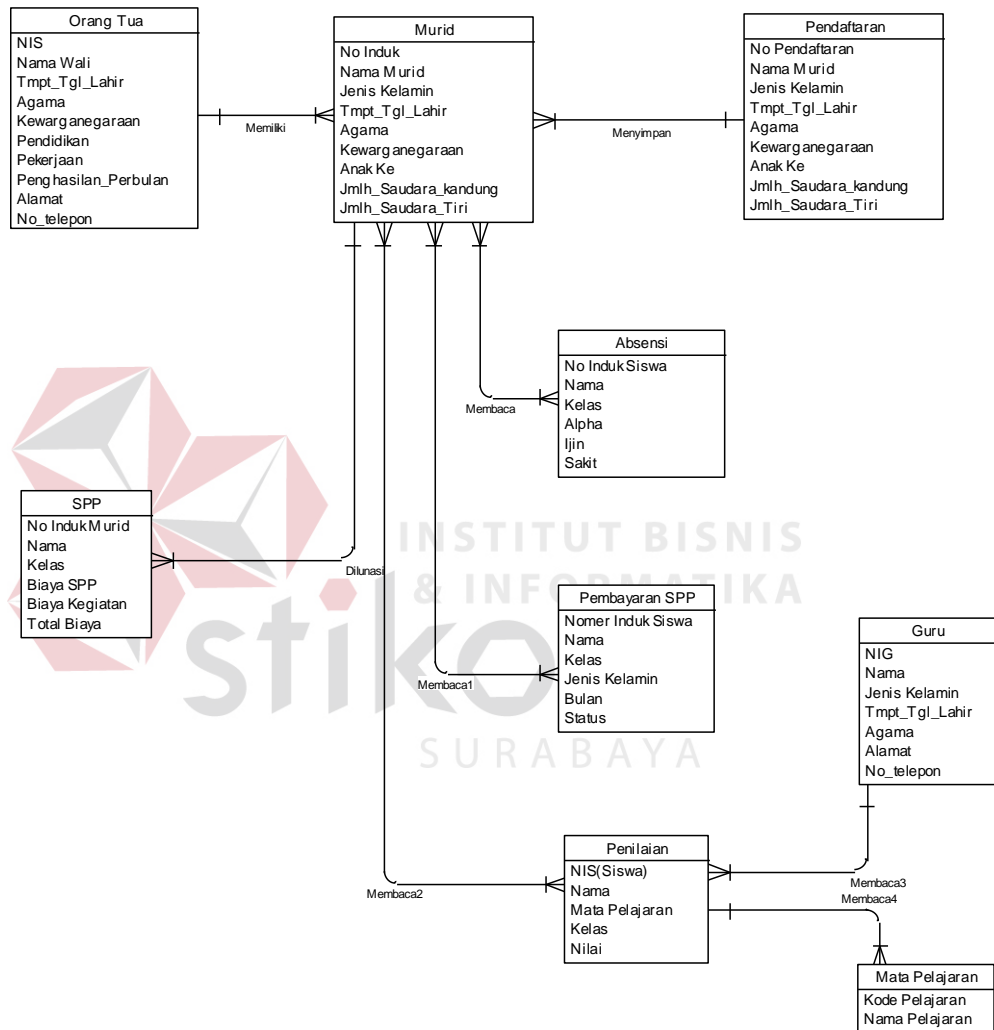 Orang Tua
NIS
Nama Wali
Tmpt_Tgl_Lahir
Agama
Kewarganegaraan
Pendidikan
Pekerjaan
Penghasilan_Perbulan
Alamat
No_telepon
Memiliki
Murid
No Induk
Nama Murid
Jenis Kelamin
Tmpt_Tgl_Lahir
Agama
Kewarganegaraan
Anak Ke
Jmlh_Saudara_kandung
Jmlh_Saudara_Tiri
Menyimpan
Pendaftaran
No Pendaftaran
Nama Murid
Jenis Kelamin
Tmpt_Tgl_Lahir
Agama
Kewarganegaraan
Anak Ke
Jmlh_Saudara_kandung
Jmlh_Saudara_Tiri
Absensi
No Induk Siswa
Nama
Kelas
Alpha
Ijin
Sakit
Membaca
SPP
No Induk Murid
Nama
Kelas
Biaya SPP
Biaya Kegiatan
Total Biaya
Dilunasi
INSTITUT BISNIS
& INFORMATIKA
stikom
SURABAYA
Pembayaran SPP
Nomer Induk Siswa
Nama
Kelas
Jenis Kelamin
Bulan
Status
Membaca1
Guru
NIG
Nama
Jenis Kelamin
Tmpt_Tgl_Lahir
Agama
Alamat
No_telepon
Penilaian
NIS(Siswa)
Nama
Mata Pelajaran
Kelas
Nilai
Membaca2
Membaca3
Membaca4
Mata Pelajaran
Kode Pelajaran
Nama Pelajaran